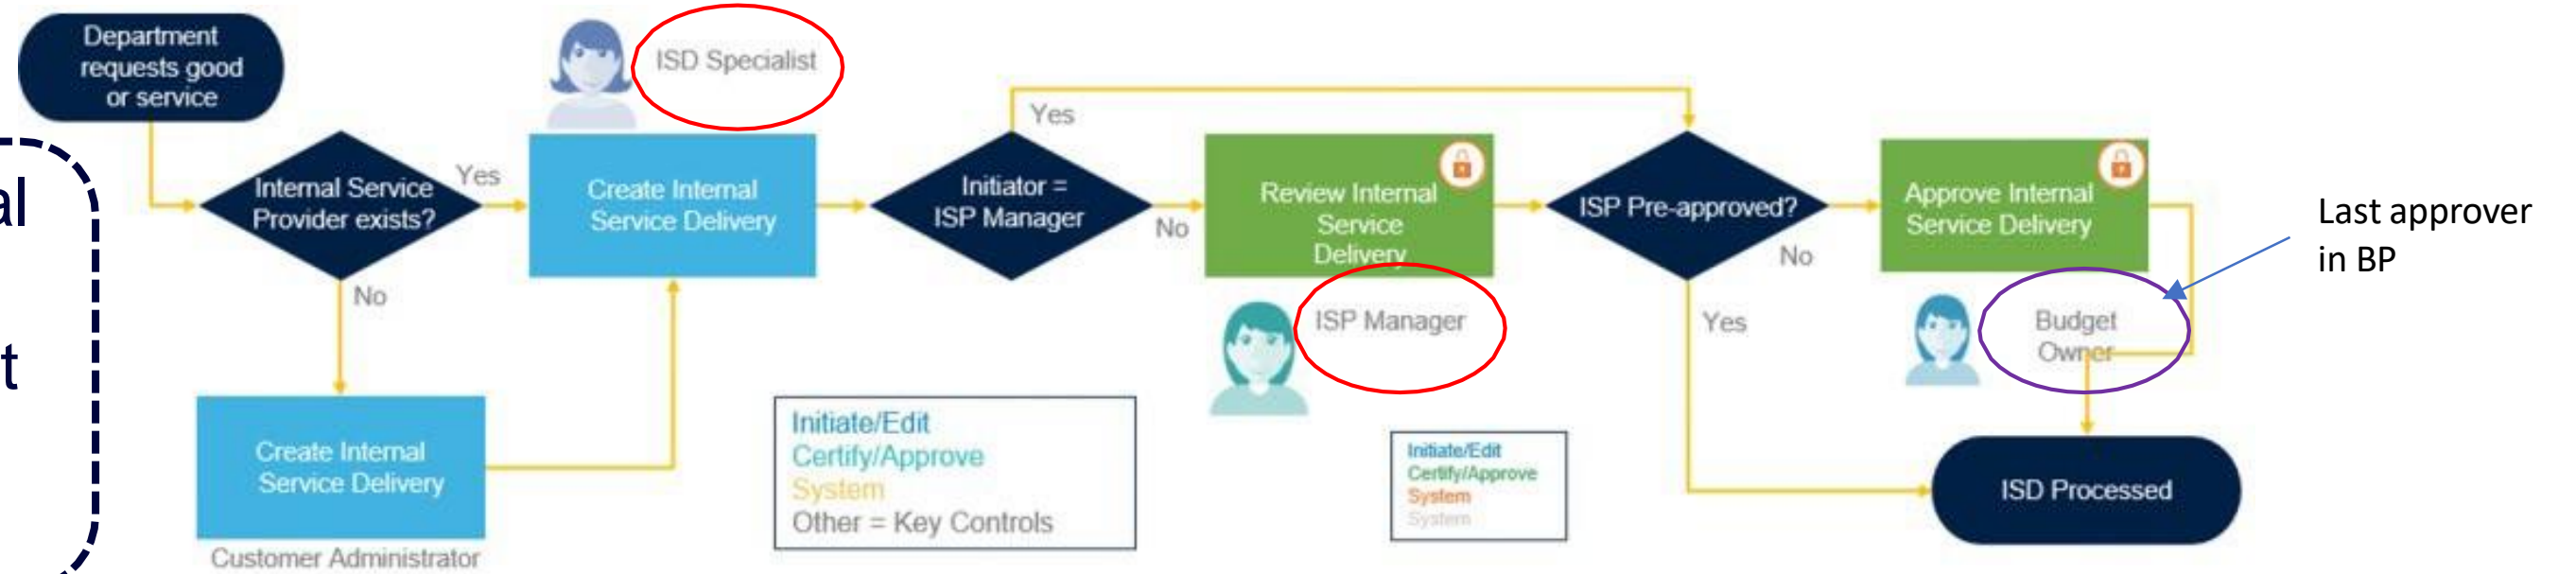 Department
requests good
or service
ISD Specialist
Yes
Internal Service
Provider exists?
Yes
Create Internal
Service Delivery
Initiator =
ISP Manager
No
Review Internal
Service
Delivery
ISP Pre-approved?
No
Approve Internal
Service Delivery
Last approver
in BP
al
t
No
ISP Manager
Yes
Budget
Owner
Create Internal
Service Delivery
Customer Administrator
Initiate/Edit
Certify/Approve
System
Other = Key Controls
Initiate/Edit
Certify/Approve
System
System
ISD Processed